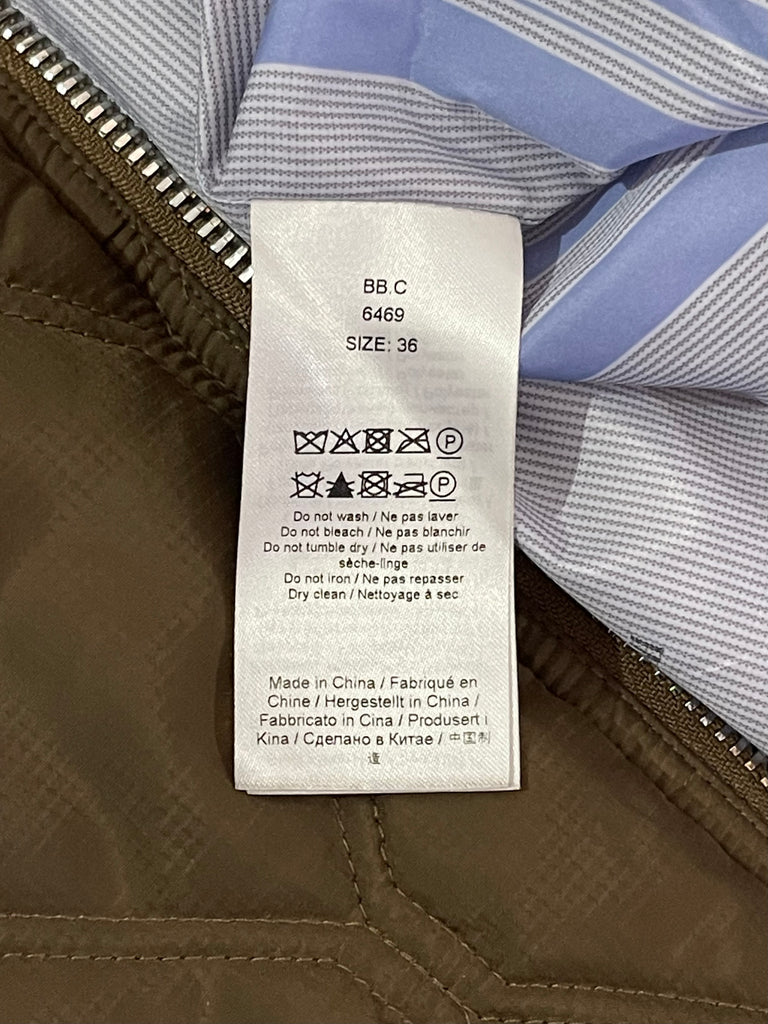 BB.C
6469
SIZE: 36
P
P
Do not wash / Ne pas laver
Do not bleach / Ne pas blanchir
Do not tumble dry / Ne pas utiliser de
sèche-linge
Do not iron / Ne pas repasser
Dry clean / Nettoyage à sec
Made in China / Fabriqué en
Chine / Hergestellt in China /
Fabbricato in Cina / Produsert i
Kina / Сделано в Китае / 中国制
造